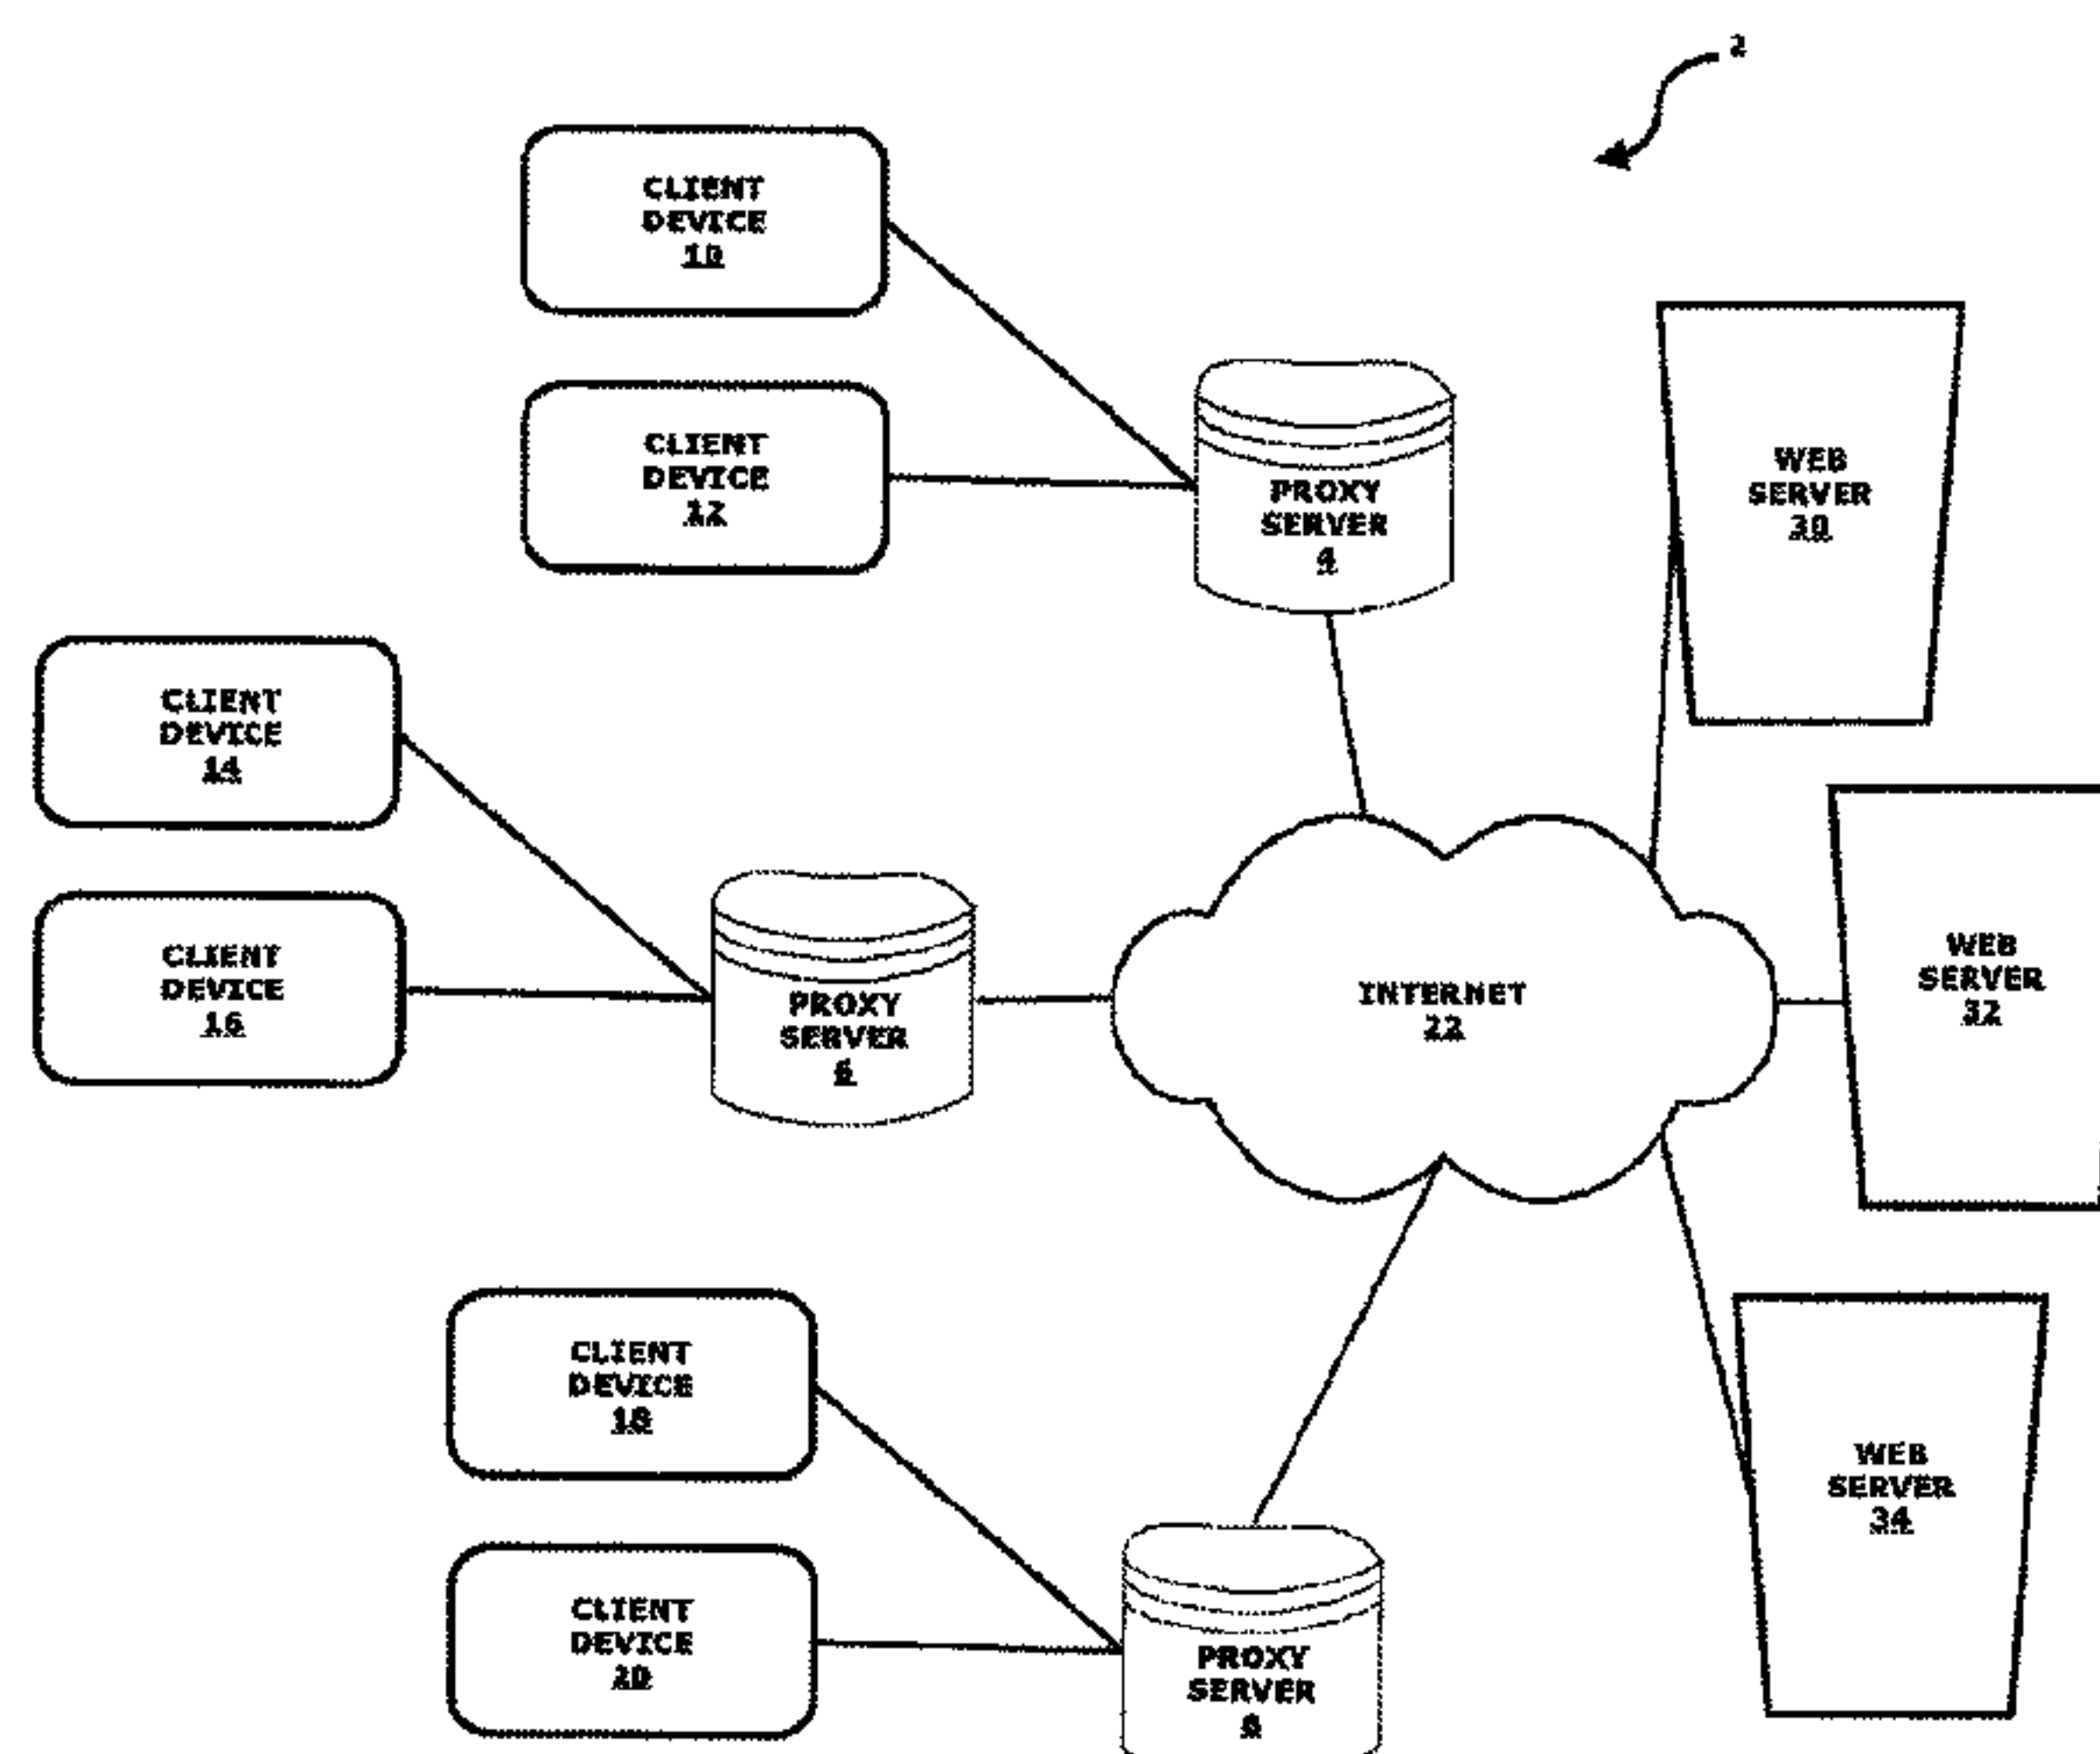 2
CLIENT
DEVICE
10
CLIENT
DEVICE
12
PROXY
SERVER
4
WEB
SERVER
30
CLIENT
DEVICE
14
CLIENT
DEVICE
16
PROXY
SERVER
6
INTERNET
22
WEB
SERVER
32
CLIENT
DEVICE
18
CLIENT
DEVICE
20
PROXY
SERVER
8
WEB
SERVER
34